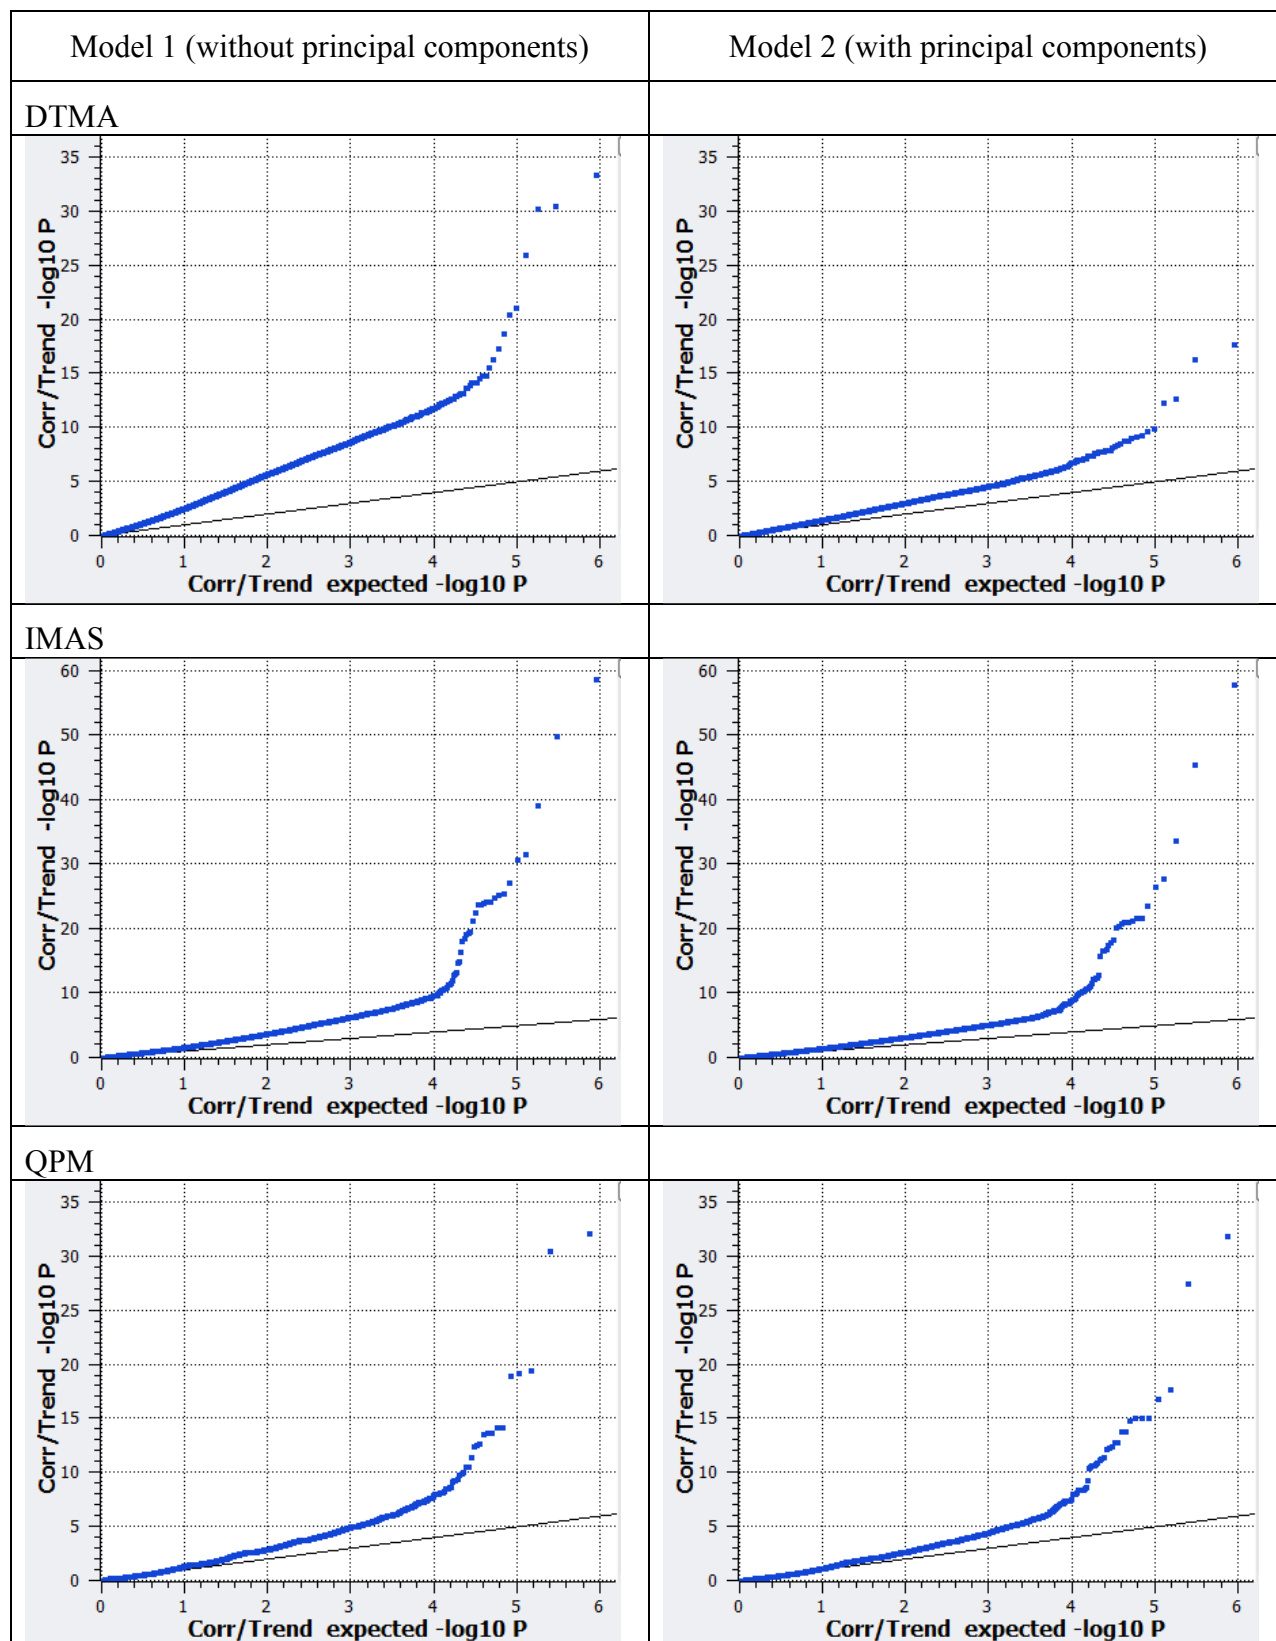 Model 1 (without principal components)
Model 2 (with principal components)
DTMA
Corr/Trend -log10 P
35
30
25
20
15
10
5
0
0 1 2 3 4 5 6
Corr/Trend expected -log10 P
Corr/Trend -log10 P
35
30
25
20
15
10
5
0
0 1 2 3 4 5 6
Corr/Trend expected -log10 P
IMAS
Corr/Trend -log10 P
60
50
40
30
20
10
0
0 1 2 3 4 5 6
Corr/Trend expected -log10 P
Corr/Trend -log10 P
60
50
40
30
20
10
0
0 1 2 3 4 5 6
Corr/Trend expected -log10 P
QPM
Corr/Trend -log10 P
35
30
25
20
15
10
5
0
0 1 2 3 4 5 6
Corr/Trend expected -log10 P
Corr/Trend -log10 P
35
30
25
20
15
10
5
0
0 1 2 3 4 5 6
Corr/Trend expected -log10 P